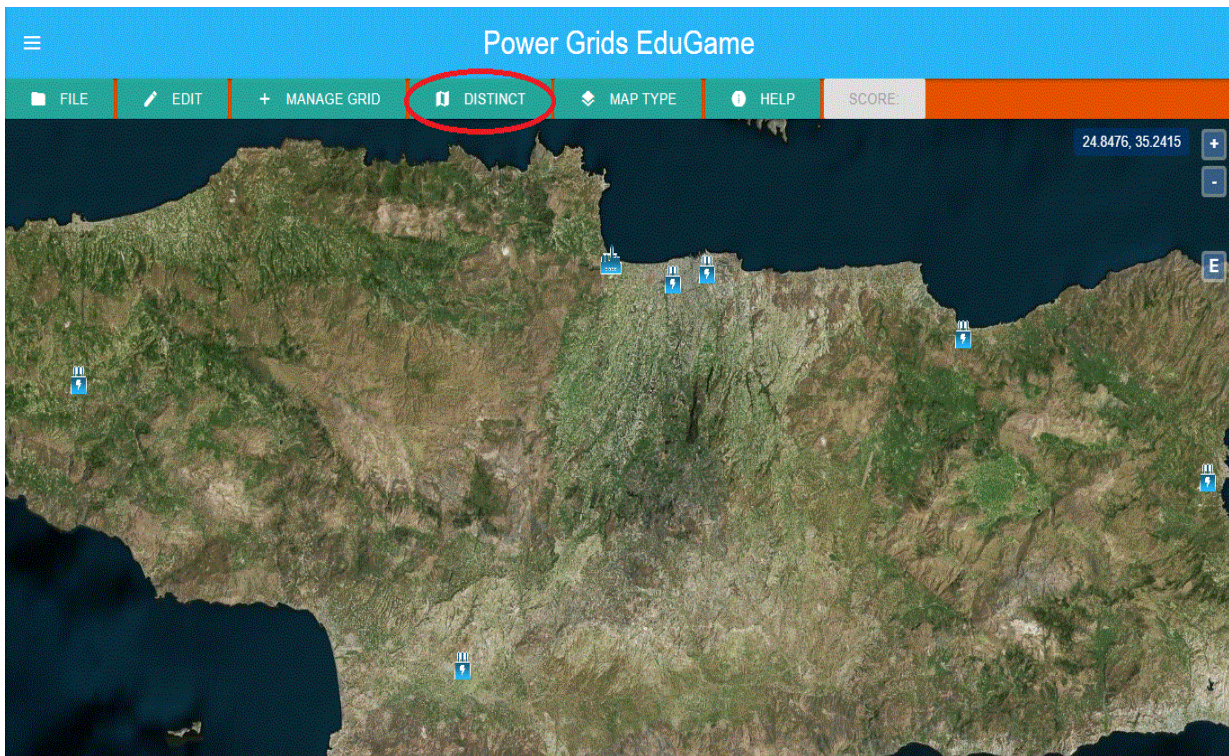 Power Grids EduGame
FILE EDIT + MANAGE GRID DISTINCT MAP TYPE HELP SCORE:
24.8476, 35.2415 +
-
E